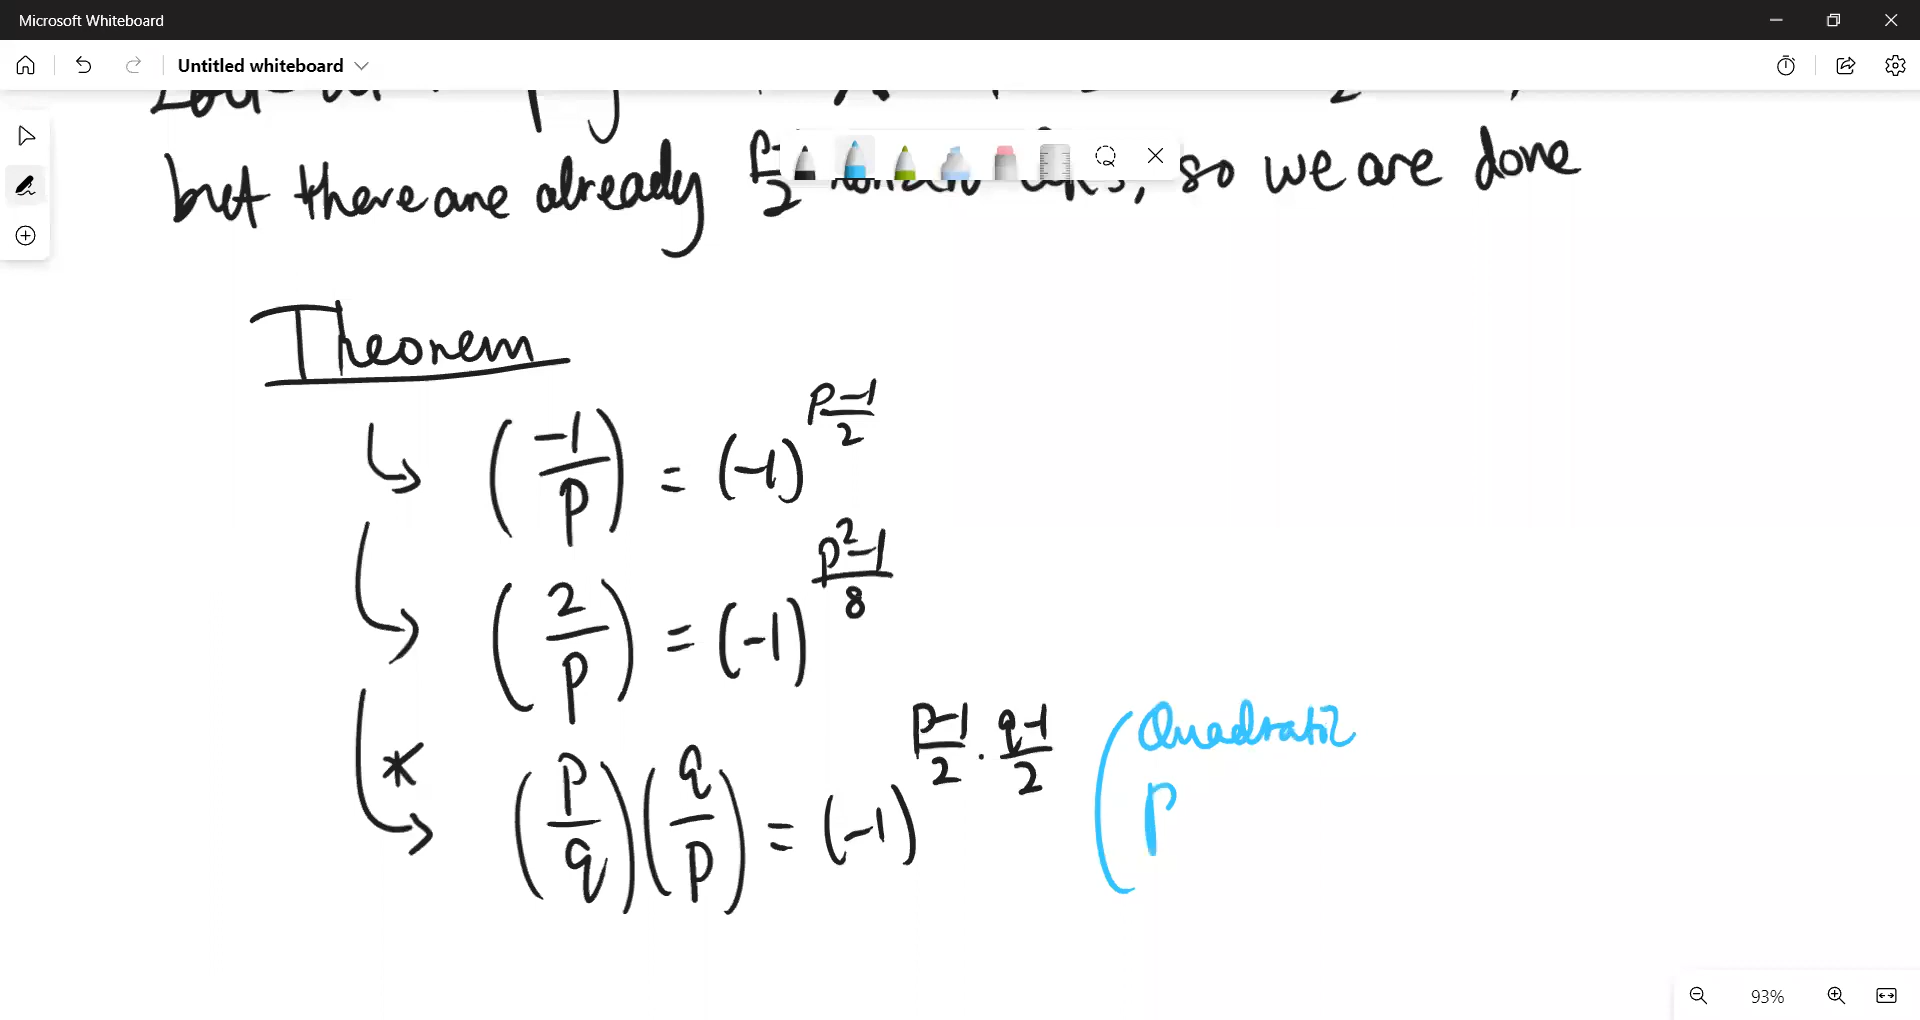 Microsoft Whiteboard
Untitled whiteboard
but there are already so we are done
Theorem
(-1/p) = (-1)^((p-1)/2)
(2/p) = (-1)^((p²-1)/8)
* (p/q)(q/p) = (-1)^((p-1)/2 · (q-1)/2) (Quadratic
P
93%